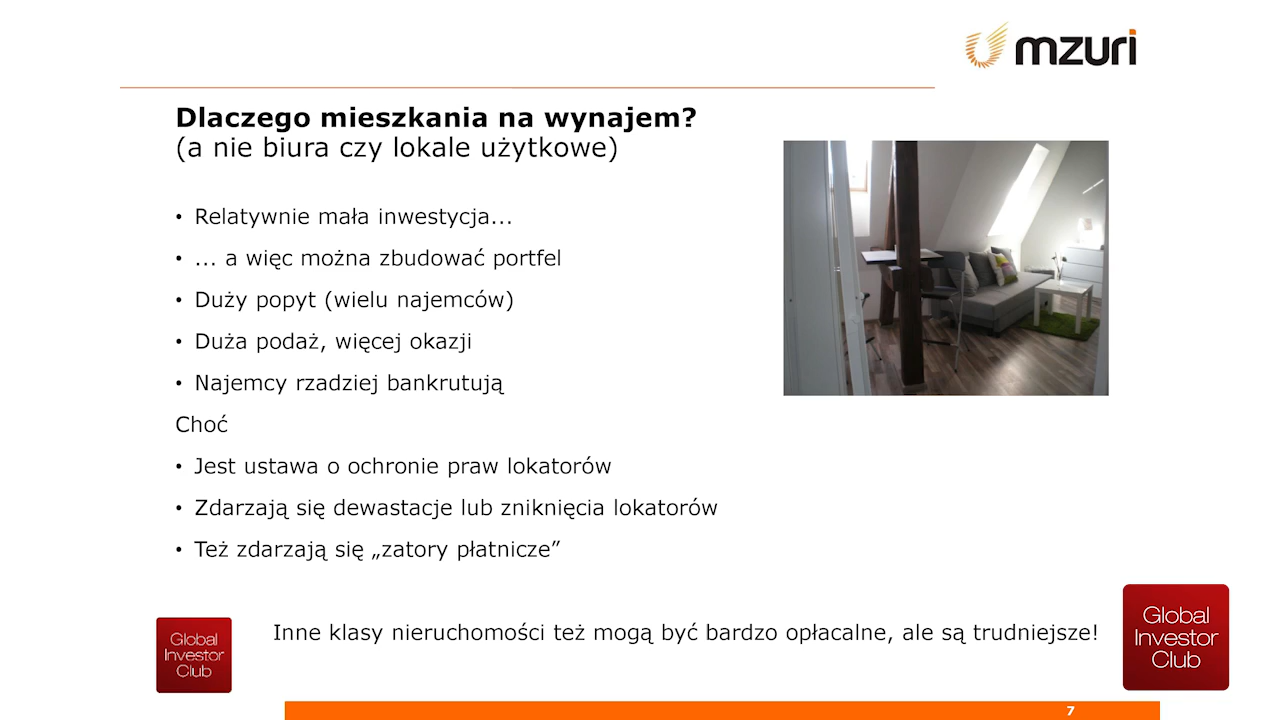 mzuri
Dlaczego mieszkania na wynajem?
(a nie biura czy lokale użytkowe)
• Relatywnie mała inwestycja...
• ... a więc można zbudować portfel
• Duży popyt (wielu najemców)
• Duża podaż, więcej okazji
• Najemcy rzadziej bankrutują
Choć
• Jest ustawa o ochronie praw lokatorów
• Zdarzają się dewastacje lub zniknięcia lokatorów
• Też zdarzają się „zatory płatnicze”
Inne klasy nieruchomości też mogą być bardzo opłacalne, ale są trudniejsze!
Global
Investor
Club
Global
Investor
Club
7